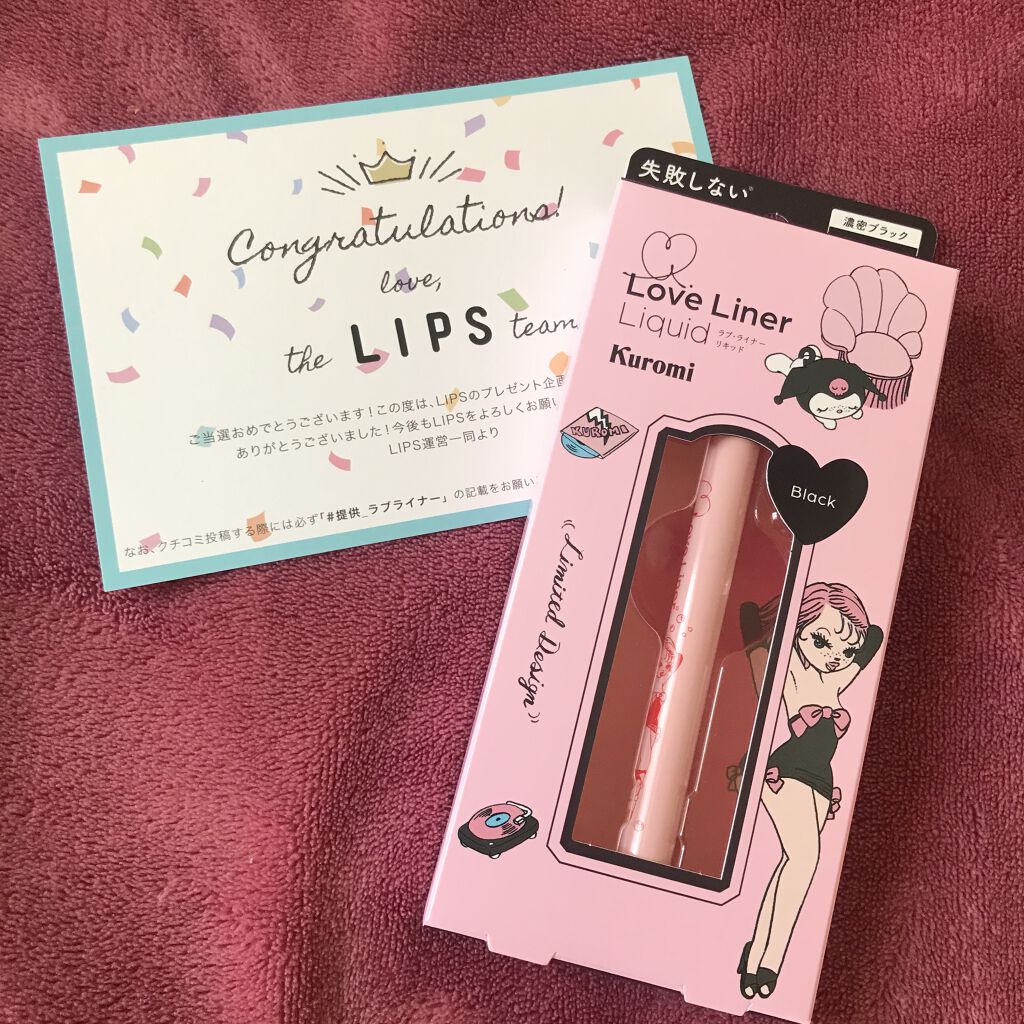 Congratulations!
love,
the LIPS team
ご当選おめでとうございます！この度は、LIPSのプレゼント企画
ありがとうございました！今後もLIPSをよろしくお願い
LIPS運営一同より
なお、クチコミ投稿する際には必ず「#提供_ラブライナー」の記載をお願い
失敗しない®
濃密ブラック
Love Liner
Liquid
ラブ・ライナー
リキッド
Kuromi
KUROMI
Black
Limited Design